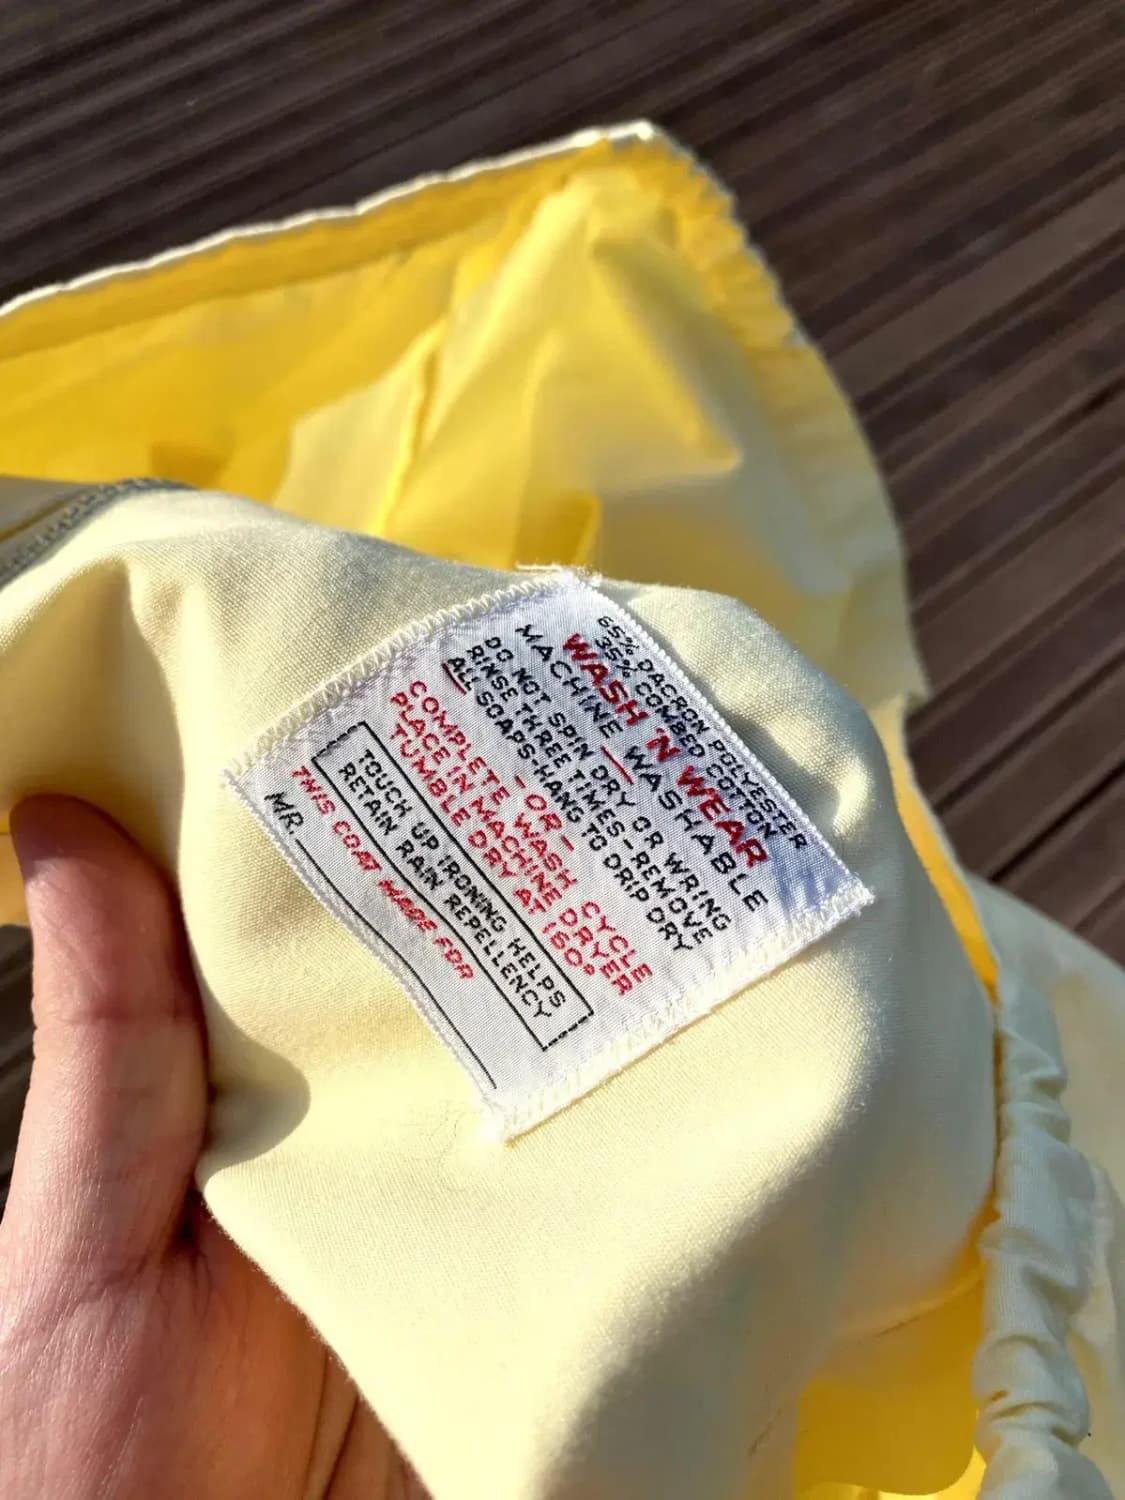 65% DACRON POLYESTER
35% COMBED COTTON
WASH 'N WEAR
MACHINE WASHABLE
DO NOT SPIN DRY OR WRING
RINSE THREE TIMES-REMOVE
ALL SOAPS-HANG TO DRIP DRY
-OR-
COMPLETE WASH CYCLE
PLACE IN MACHINE DRYER
TUMBLE DRY AT 160°
TOUCH UP IRONING HELPS
RETAIN RAIN REPELLENCY
THIS COAT MADE FOR
MR.